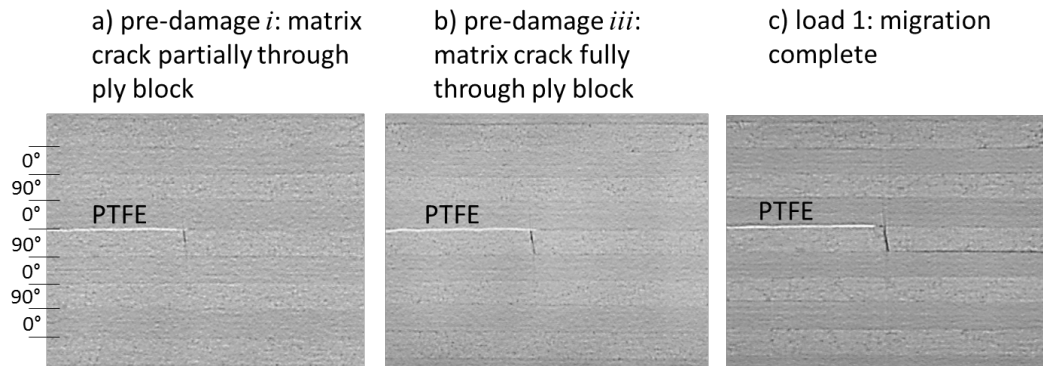 a) pre-damage i: matrix
crack partially through
ply block
b) pre-damage iii:
matrix crack fully
through ply block
c) load 1: migration
complete
0°
90°
0°
90°
0°
90°
0°
PTFE
PTFE
PTFE